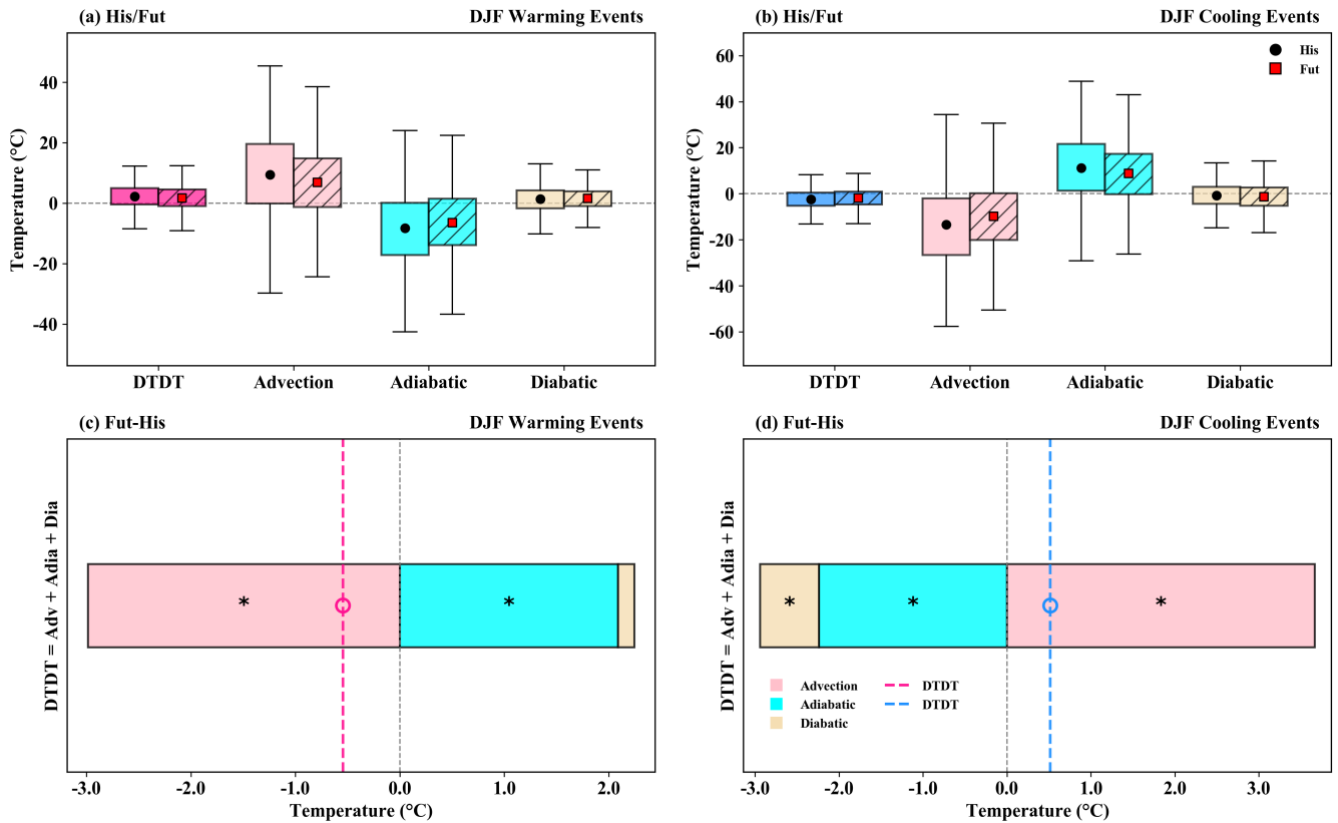 (a) His/Fut DJF Warming Events
40
20
0
-20
-40
Temperature (°C)
DTDT Advection Adiabatic Diabatic
(b) His/Fut DJF Cooling Events
His
Fut
60
40
20
0
-20
-40
-60
Temperature (°C)
DTDT Advection Adiabatic Diabatic
(c) Fut-His DJF Warming Events
DTDT = Adv + Adia + Dia
* *
-3.0 -2.0 -1.0 0.0 1.0 2.0
Temperature (°C)
(d) Fut-His DJF Cooling Events
DTDT = Adv + Adia + Dia
* * *
Advection DTDT
Adiabatic DTDT
Diabatic
-2.0 -1.0 0.0 1.0 2.0 3.0
Temperature (°C)